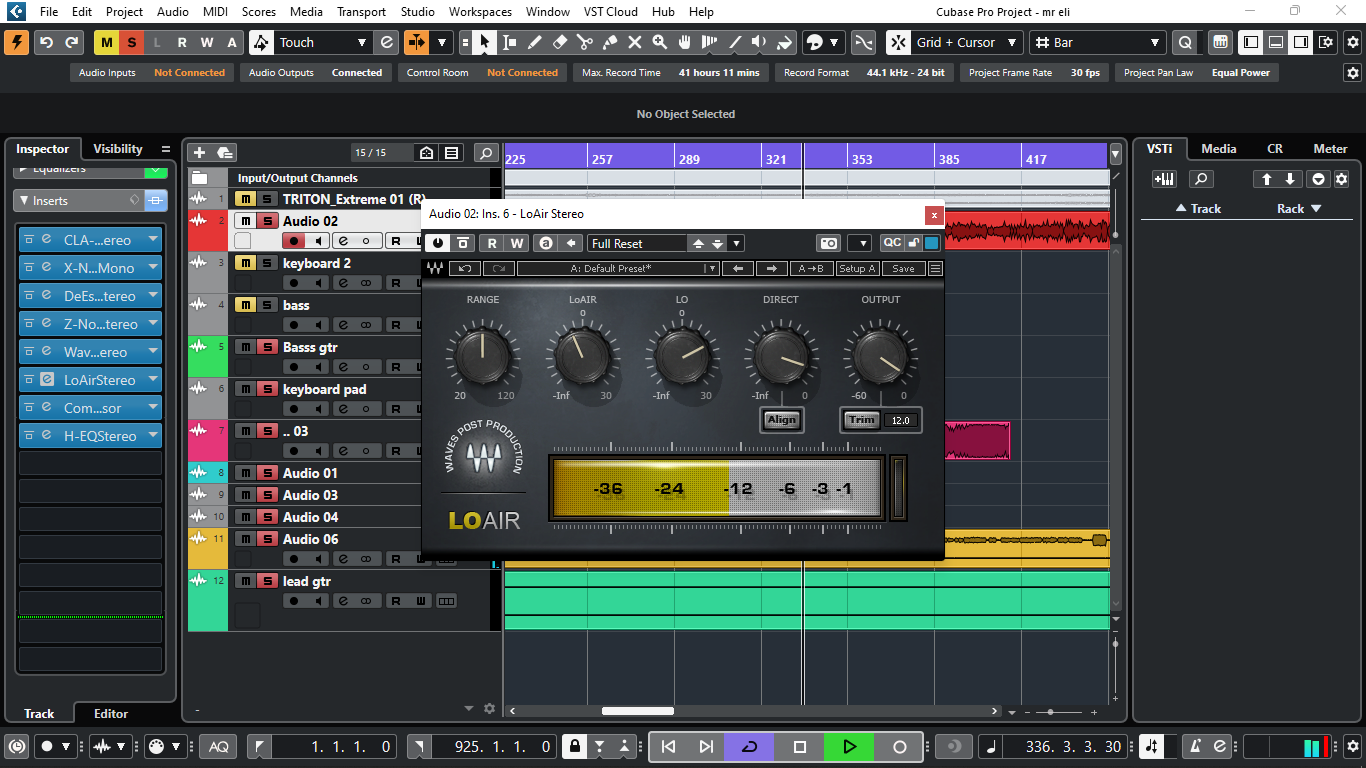 File Edit Project Audio MIDI Scores Media Transport Studio Workspaces Window VST Cloud Hub Help Cubase Pro Project - mr eli
M S L R W A Touch Grid + Cursor Bar
Audio Inputs Not Connected Audio Outputs Connected Control Room Not Connected Max. Record Time 41 hours 11 mins Record Format 44.1 kHz - 24 bit Project Frame Rate 30 fps Project Pan Law Equal Power
No Object Selected
Inspector Visibility
Equalizers
Inserts
CLA-...ereo
X-N...Mono
DeEs...tereo
Z-No...tereo
Wav...ereo
LoAirStereo
Com...sor
H-EQStereo
Track Editor
15 / 15
225 257 289 321 353 385 417
Input/Output Channels
1 m S TRITON_Extreme 01 (R)
2 m S Audio 02
R
3 m S keyboard 2
R
4 m S bass
R
5 m S Basss gtr
R
6 m S keyboard pad
R
7 m S .. 03
R
8 m S Audio 01
9 m S Audio 03
10 m S Audio 04
11 m S Audio 06
R
12 m S lead gtr
R
Audio 02: Ins. 6 - LoAir Stereo
R W a Full Reset QC
A: Default Preset* A→B Setup A Save
RANGE LoAIR LO DIRECT OUTPUT
0 0
20 120 -Inf 30 -Inf 30 -Inf 0 -60 0
Align Trim 12.0
WAVES POST PRODUCTION
LOAIR
-36 -24 -12 -6 -3 -1
VSTi Media CR Meter
Track Rack
AQ 1. 1. 1. 0 925. 1. 1. 0 336. 3. 3. 30